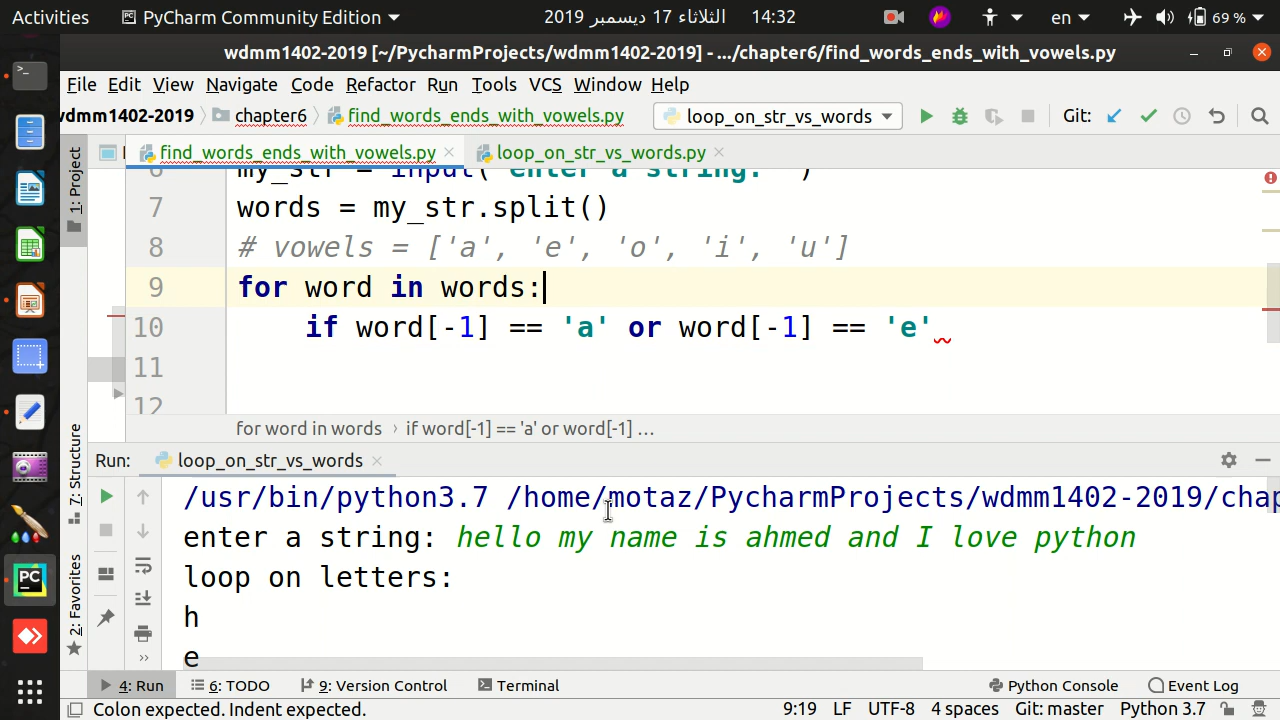 Activities PyCharm Community Edition الثلاثاء 17 ديسمبر 2019 14:32 en 69 %
wdmm1402-2019 [~/PycharmProjects/wdmm1402-2019] - .../chapter6/find_words_ends_with_vowels.py
File Edit View Navigate Code Refactor Run Tools VCS Window Help
wdmm1402-2019 chapter6 find_words_ends_with_vowels.py loop_on_str_vs_words Git:
find_words_ends_with_vowels.py loop_on_str_vs_words.py
1: Project
6 my_str = input("enter a string: ")
7 words = my_str.split()
8 # vowels = ['a', 'e', 'o', 'i', 'u']
9 for word in words:
10 if word[-1] == 'a' or word[-1] == 'e'
11
12
for word in words › if word[-1] == 'a' or word[-1] ...
7: Structure
2: Favorites
Run: loop_on_str_vs_words
/usr/bin/python3.7 /home/motaz/PycharmProjects/wdmm1402-2019/chap
enter a string: hello my name is ahmed and I love python
loop on letters:
h
e
4: Run 6: TODO 9: Version Control Terminal Python Console Event Log
Colon expected. Indent expected. 9:19 LF UTF-8 4 spaces Git: master Python 3.7